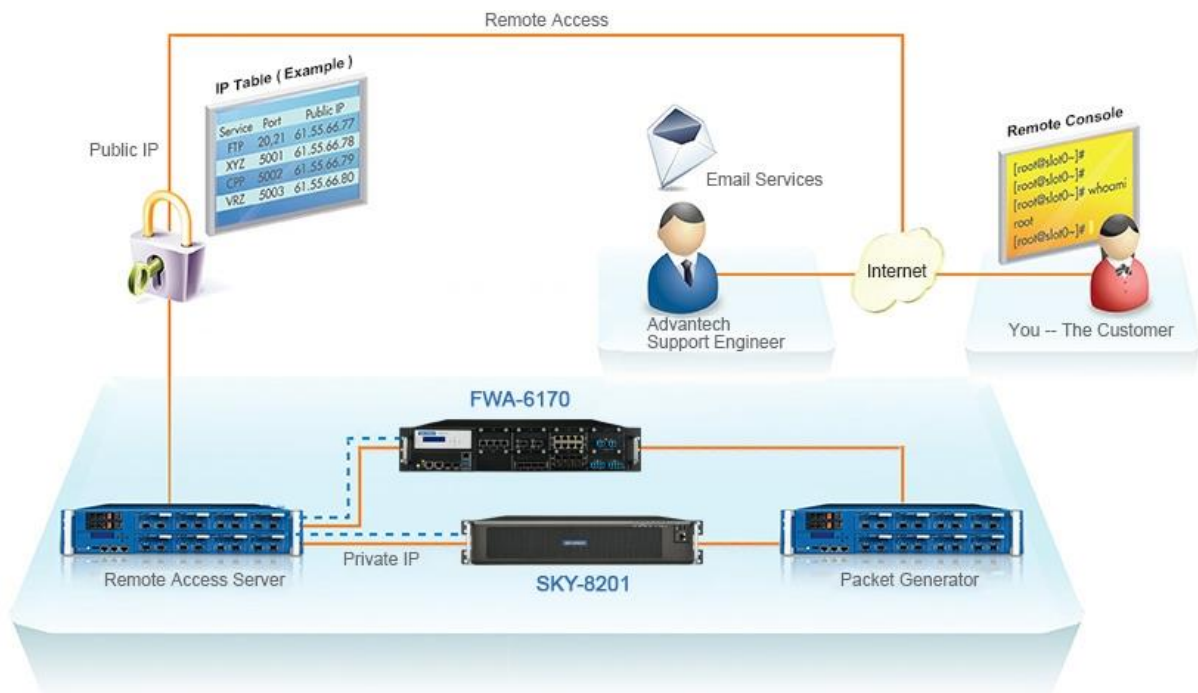 Remote Access
IP Table ( Example )
Service Port Public IP
FTP 20,21 61.55.66.77
XYZ 5001 61.55.66.78
CPP 5002 61.55.66.79
VRZ 5003 61.55.66.80
Public IP
Email Services
Remote Console
[root@slot0~]#
[root@slot0~]#
[root@slot0~]# whoami
root
[root@slot0~]#
Internet
Advantech
Support Engineer
You -- The Customer
FWA-6170
Remote Access Server
Private IP
SKY-8201
Packet Generator